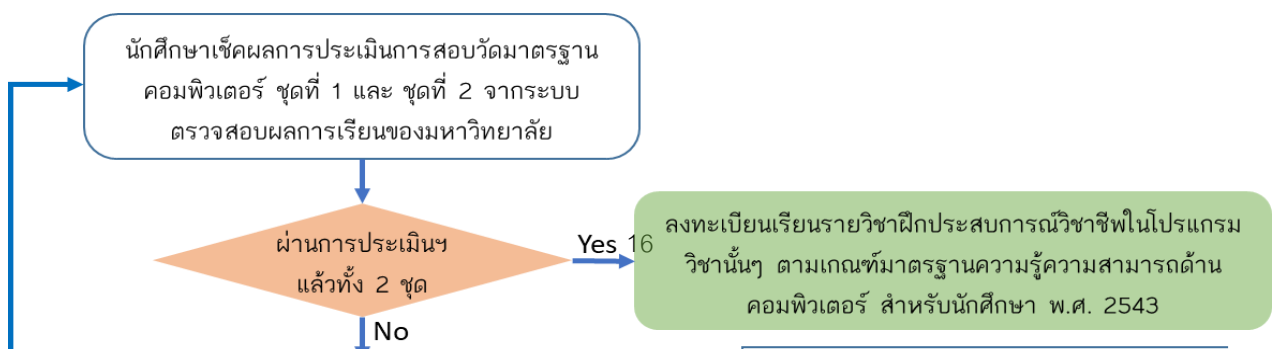 นักศึกษาเช็คผลการประเมินการสอบวัดมาตรฐาน
คอมพิวเตอร์ ชุดที่ 1 และ ชุดที่ 2 จากระบบ
ตรวจสอบผลการเรียนของมหาวิทยาลัย
ผ่านการประเมินฯ
แล้วทั้ง 2 ชุด
Yes 16
ลงทะเบียนเรียนรายวิชาฝึกประสบการณ์วิชาชีพในโปรแกรม
วิชานั้นๆ ตามเกณฑ์มาตรฐานความรู้ความสามารถด้าน
คอมพิวเตอร์ สำหรับนักศึกษา พ.ศ. 2543
No